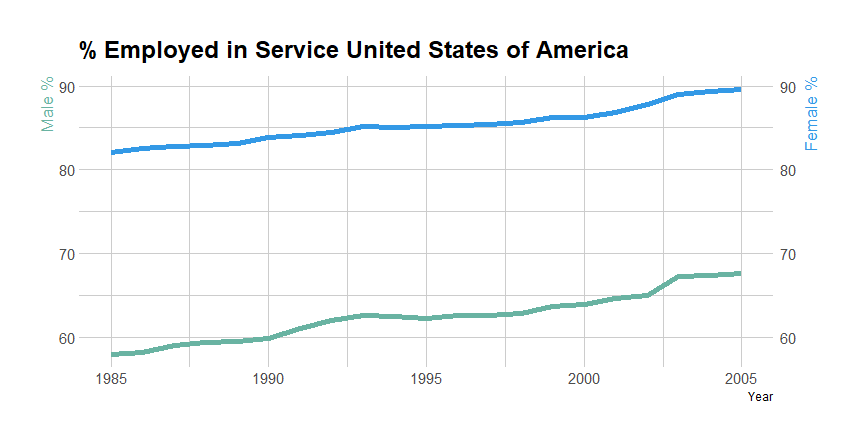 % Employed in Service United States of America
Male %
Female %
90
80
70
60
90
80
70
60
1985 1990 1995 2000 2005
Year